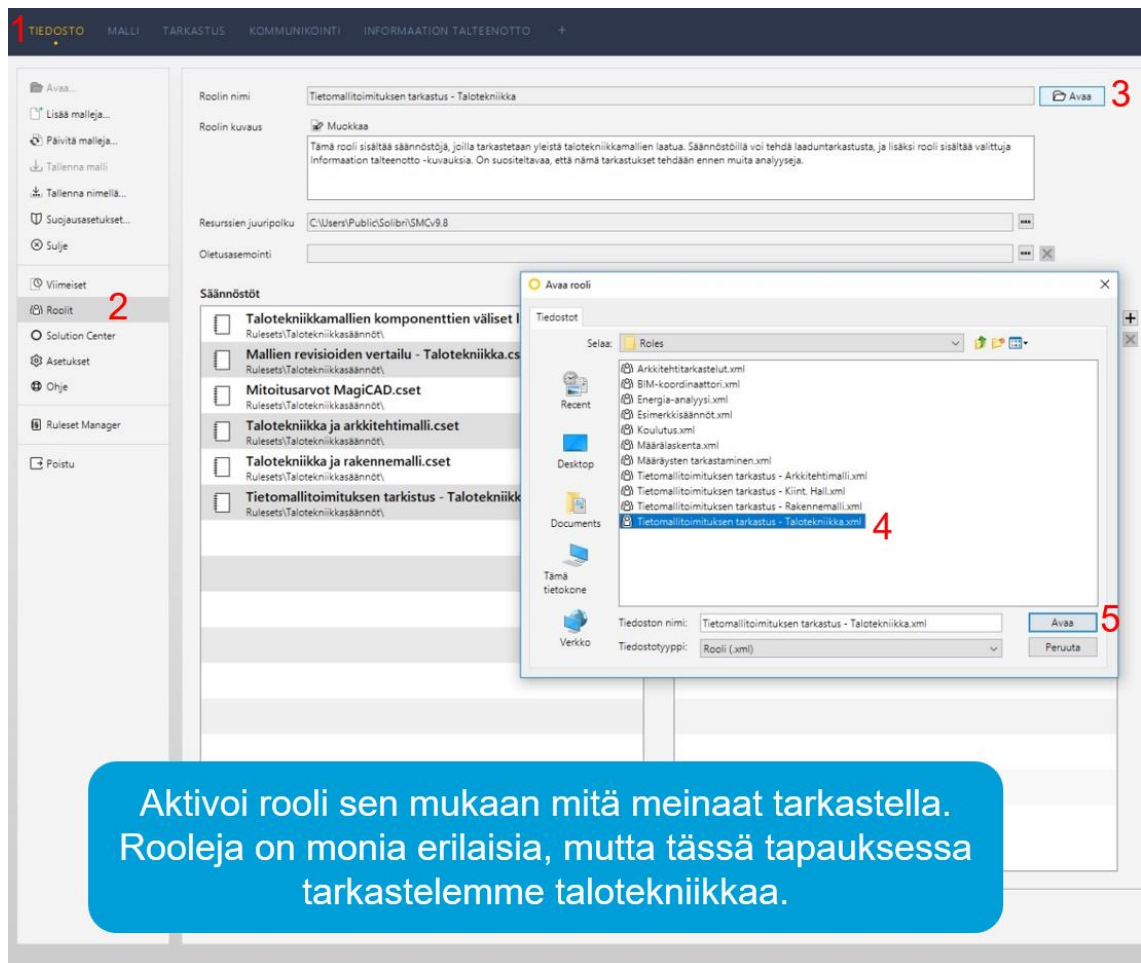 1 TIEDOSTO MALLI TARKASTUS KOMMUNIKOINTI INFORMAATION TALTEENOTTO +
Avaa...
Lisää malleja...
Päivitä malleja...
Tallenna malli
Tallenna nimellä...
Suojausasetukset...
Sulje
Viimeiset
Roolit 2
Solution Center
Asetukset
Ohje
Ruleset Manager
Poistu
Roolin nimi Tietomallitoimituksen tarkastus - Talotekniikka Avaa 3
Roolin kuvaus Muokkaa
Tämä rooli sisältää säännöstöjä, joilla tarkastetaan yleistä talotekniikkamallien laatua. Säännöstöillä voi tehdä laaduntarkastusta, ja lisäksi rooli sisältää valittuja
Informaation talteenotto -kuvauksia. On suositeltavaa, että nämä tarkastukset tehdään ennen muita analyysejä.
Resurssien juuripolku C:\Users\Public\Solibri\SMCv9.8
Oletusasemointi
Säännöstöt
Talotekniikkamallien komponenttien väliset l
Rulesets\Talotekniikkasäännöt\
Mallien revisioiden vertailu - Talotekniikka.cs
Rulesets\Talotekniikkasäännöt\
Mitoitusarvot MagiCAD.cset
Rulesets\Talotekniikkasäännöt\
Talotekniikka ja arkkitehtimalli.cset
Rulesets\Talotekniikkasäännöt\
Talotekniikka ja rakennemalli.cset
Rulesets\Talotekniikkasäännöt\
Tietomallitoimituksen tarkistus - Talotekniikk
Rulesets\Talotekniikkasäännöt\
Avaa rooli
Tiedostot
Selaa: Roles
Recent
Desktop
Documents
Tämä
tietokone
Verkko
Arkkitehtitarkastelut.xml
BIM-koordinaattori.xml
Energia-analyysi.xml
Esimerkkisäännöt.xml
Koulutus.xml
Määrälaskenta.xml
Määräysten tarkastaminen.xml
Tietomallitoimituksen tarkastus - Arkkitehtimalli.xml
Tietomallitoimituksen tarkastus - Kiint. Hall.xml
Tietomallitoimituksen tarkastus - Rakennemalli.xml
Tietomallitoimituksen tarkastus - Talotekniikka.xml 4
Tiedoston nimi: Tietomallitoimituksen tarkastus - Talotekniikka.xml Avaa 5
Tiedostotyyppi: Rooli (.xml) Peruuta
Aktivoi rooli sen mukaan mitä meinaat tarkastella.
Rooleja on monia erilaisia, mutta tässä tapauksessa
tarkastelemme talotekniikkaa.